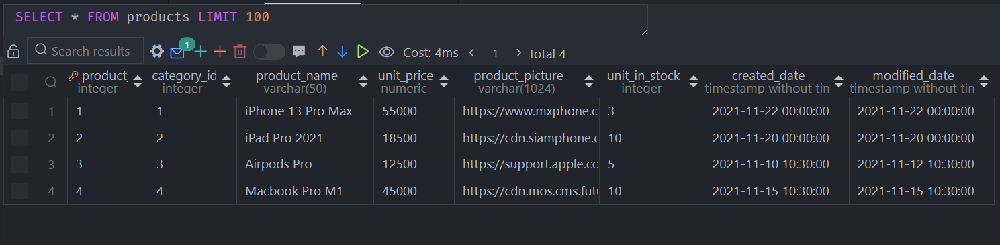 SELECT * FROM products LIMIT 100
Search results 1 Cost: 4ms 1 Total 4
product_ category_id product_name unit_price product_picture unit_in_stock created_date modified_date
integer integer varchar(50) numeric varchar(1024) integer timestamp without tin timestamp without tin
1 1 1 iPhone 13 Pro Max 55000 https://www.mxphone.c 3 2021-11-22 00:00:00 2021-11-22 00:00:00
2 2 2 iPad Pro 2021 18500 https://cdn.siamphone.c 10 2021-11-20 00:00:00 2021-11-20 00:00:00
3 3 3 Airpods Pro 12500 https://support.apple.co 5 2021-11-10 10:30:00 2021-11-12 10:30:00
4 4 4 Macbook Pro M1 45000 https://cdn.mos.cms.futu 10 2021-11-15 10:30:00 2021-11-15 10:30:00